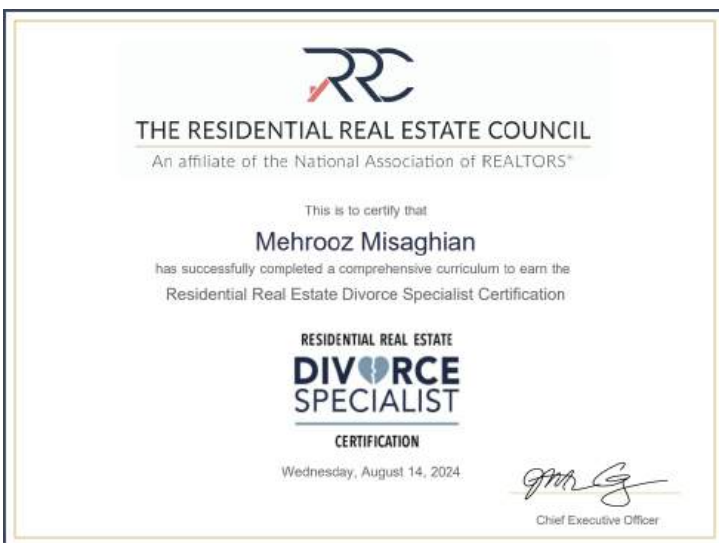 RRC
THE RESIDENTIAL REAL ESTATE COUNCIL
An affiliate of the National Association of REALTORS®
This is to certify that
Mehrooz Misaghian
has successfully completed a comprehensive curriculum to earn the
Residential Real Estate Divorce Specialist Certification
RESIDENTIAL REAL ESTATE
DIVORCE
SPECIALIST
CERTIFICATION
Wednesday, August 14, 2024
Chief Executive Officer